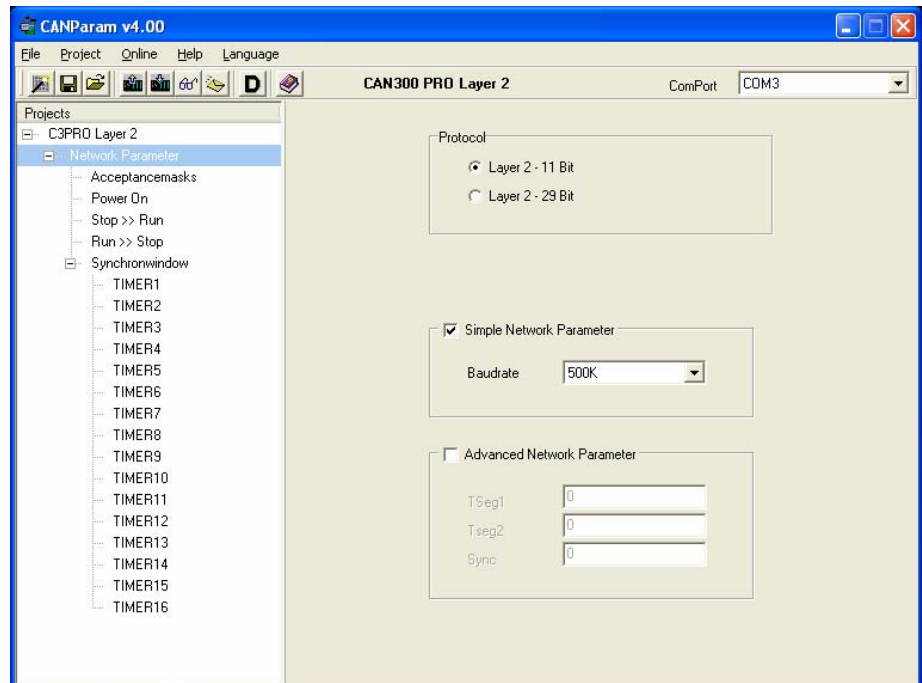 CANParam v4.00
File Project Online Help Language
D CAN300 PRO Layer 2 ComPort COM3
Projects
C3PRO Layer 2
Network Parameter
Acceptancemasks
Power On
Stop >> Run
Run >> Stop
Synchronwindow
TIMER1
TIMER2
TIMER3
TIMER4
TIMER5
TIMER6
TIMER7
TIMER8
TIMER9
TIMER10
TIMER11
TIMER12
TIMER13
TIMER14
TIMER15
TIMER16
Protocol
Layer 2 - 11 Bit
Layer 2 - 29 Bit
Simple Network Parameter
Baudrate 500K
Advanced Network Parameter
TSeg1 0
Tseg2 0
Sync 0